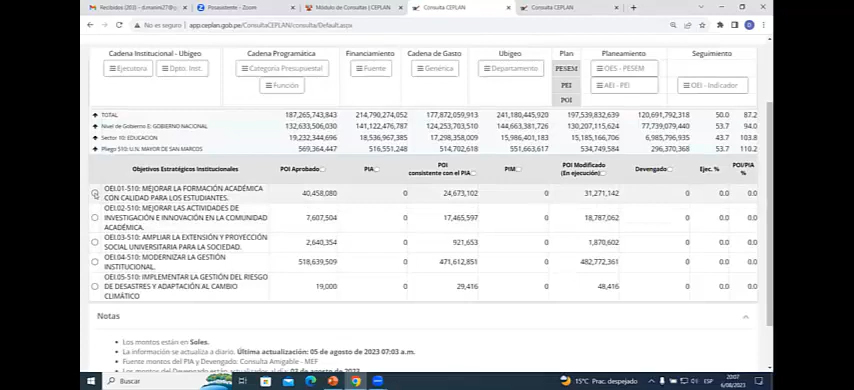 Recibidos (203) - d.manini27@g
Posasistente - Zoom
Módulo de Consultas | CEPLAN
Consulta CEPLAN
Consulta CEPLAN
No es seguro | app.ceplan.gob.pe/ConsultaCEPLAN/consulta/Default.aspx
Cadena Institucional - Ubigeo Cadena Programática Financiamiento Cadena de Gasto Ubigeo Plan Planeamiento Seguimiento
Ejecutora Dpto. Inst. Categoría Presupuestal Fuente Genérica Departamento PESEM OES - PESEM
Función PEI AEI - PEI OEI - Indicador
POI
TOTAL 187,265,743,843 214,790,274,052 177,872,059,913 241,180,445,920 197,539,832,639 120,691,792,318 50.0 87.2
Nivel de Gobierno E: GOBIERNO NACIONAL 132,633,506,030 141,122,476,787 124,253,703,510 144,663,381,726 130,207,115,624 77,739,079,440 53.7 94.0
Sector 10: EDUCACION 19,232,344,696 18,536,967,385 17,298,358,014 15,986,401,183 15,185,166,706 6,985,796,935 43.7 103.8
Pliego 510: U.N. MAYOR DE SAN MARCOS 569,364,447 516,551,248 514,702,618 551,663,617 534,749,584 296,370,368 53.7 110.2
Objetivos Estratégicos Institucionales POI Aprobado PIA POI consistente con el PIA PIM POI Modificado (En ejecución) Devengado Ejec. % POI/PIA %
OEI.01-510: MEJORAR LA FORMACIÓN ACADÉMICA
CON CALIDAD PARA LOS ESTUDIANTES. 40,458,080 0 24,673,102 0 31,271,142 0 0.0 0.0
OEI.02-510: MEJORAR LAS ACTIVIDADES DE
INVESTIGACIÓN E INNOVACIÓN EN LA COMUNIDAD 7,607,504 0 17,465,597 0 18,787,062 0 0.0 0.0
ACADÉMICA.
OEI.03-510: AMPLIAR LA EXTENSIÓN Y PROYECCIÓN
SOCIAL UNIVERSITARIA PARA LA SOCIEDAD. 2,640,354 0 921,653 0 1,870,602 0 0.0 0.0
OEI.04-510: MODERNIZAR LA GESTIÓN
INSTITUCIONAL. 518,639,509 0 471,612,851 0 482,772,361 0 0.0 0.0
OEI.05-510: IMPLEMENTAR LA GESTIÓN DEL RIESGO
DE DESASTRES Y ADAPTACIÓN AL CAMBIO 19,000 0 29,416 0 48,416 0 0.0 0.0
CLIMÁTICO
Notas
Los montos están en Soles.
La información se actualiza a diario. Última actualización: 05 de agosto de 2023 07:03 a.m.
Fuente montos del PIA y Devengado: Consulta Amigable - MEF
Buscar
15°C Prac. despejado
ESP
20:07
6/08/2023